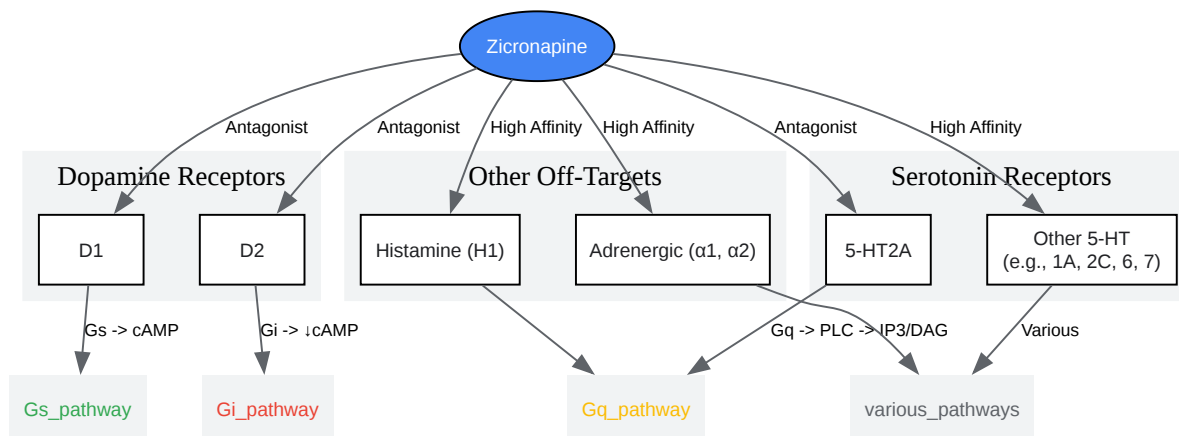 Zicronapine
Antagonist
Antagonist
High Affinity
High Affinity
Antagonist
High Affinity
Dopamine Receptors
Other Off-Targets
Serotonin Receptors
D1
D2
Histamine (H1)
Adrenergic (α1, α2)
5-HT2A
Other 5-HT
(e.g., 1A, 2C, 6, 7)
Gs -> cAMP
Gi -> ↓cAMP
Gq -> PLC -> IP3/DAG
Various
Gs_pathway
Gi_pathway
Gq_pathway
various_pathways